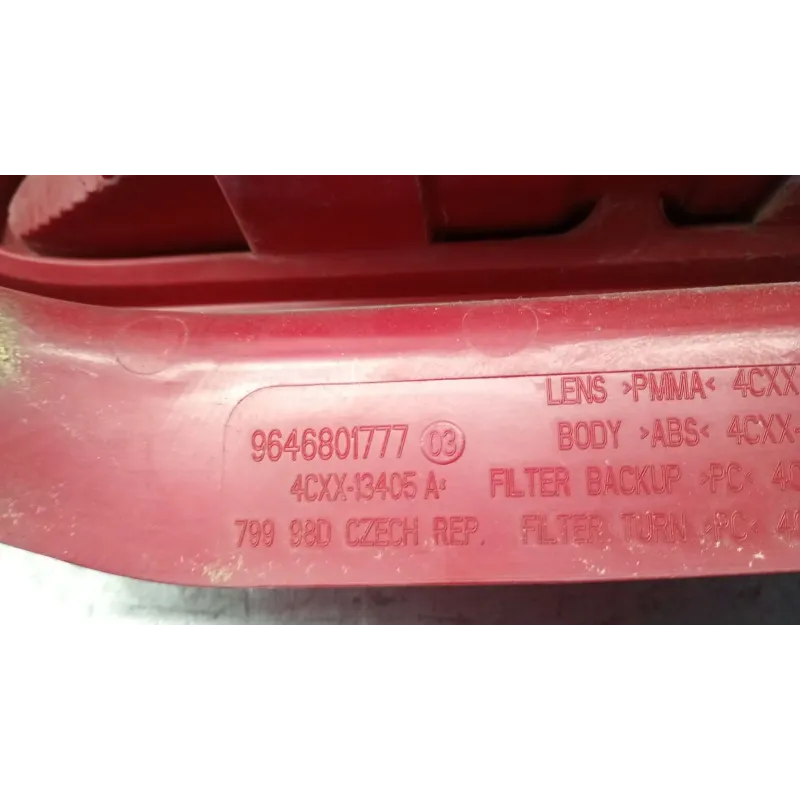 LENS >PMMA< 4CXX
9646801777 03 BODY >ABS< 4CXX-
4CXX-13405 A FILTER BACKUP >PC< 4C
799 98D CZECH REP. FILTER TURN >PC<